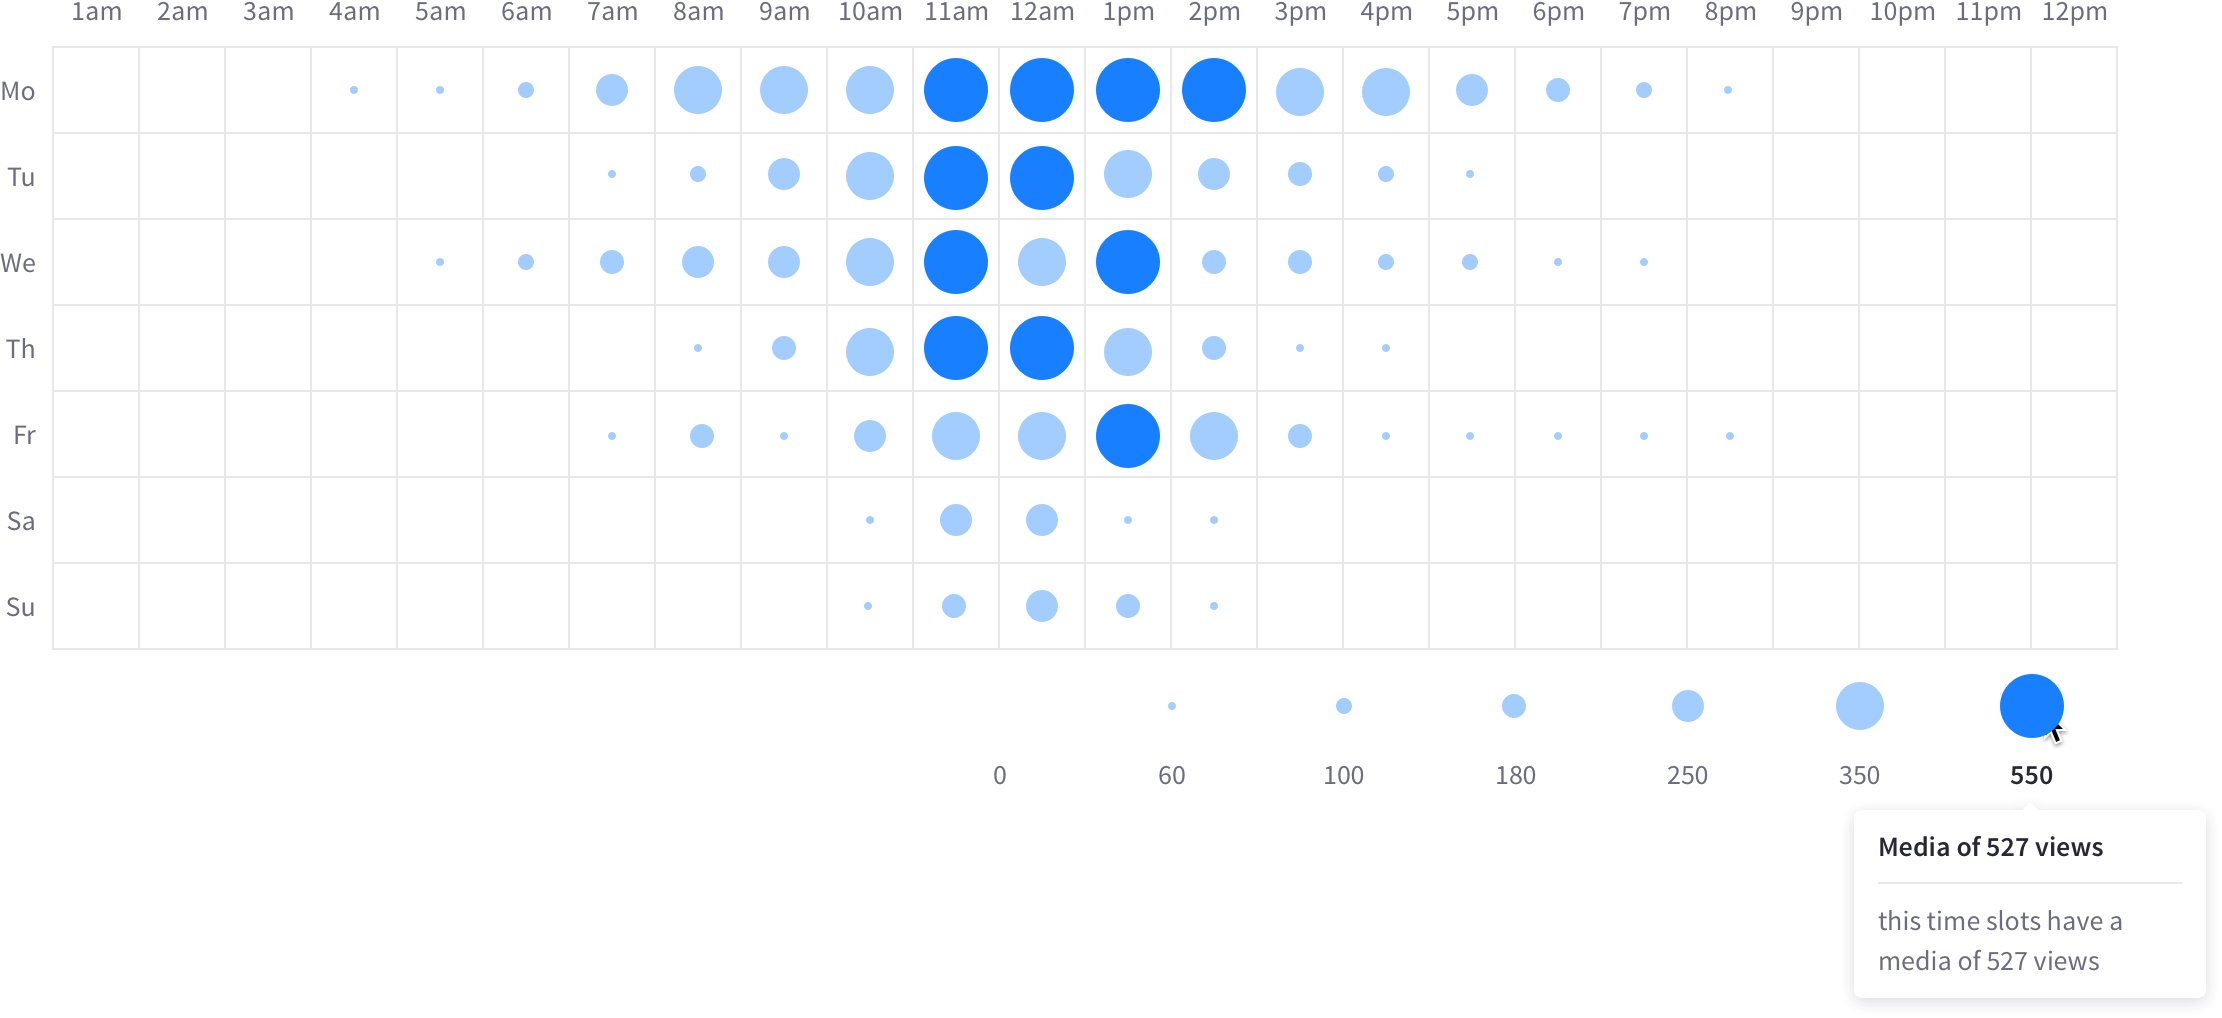 1am 2am 3am 4am 5am 6am 7am 8am 9am 10am 11am 12am 1pm 2pm 3pm 4pm 5pm 6pm 7pm 8pm 9pm 10pm 11pm 12pm
Mo
Tu
We
Th
Fr
Sa
Su
0 60 100 180 250 350 550
Media of 527 views
this time slots have a
media of 527 views